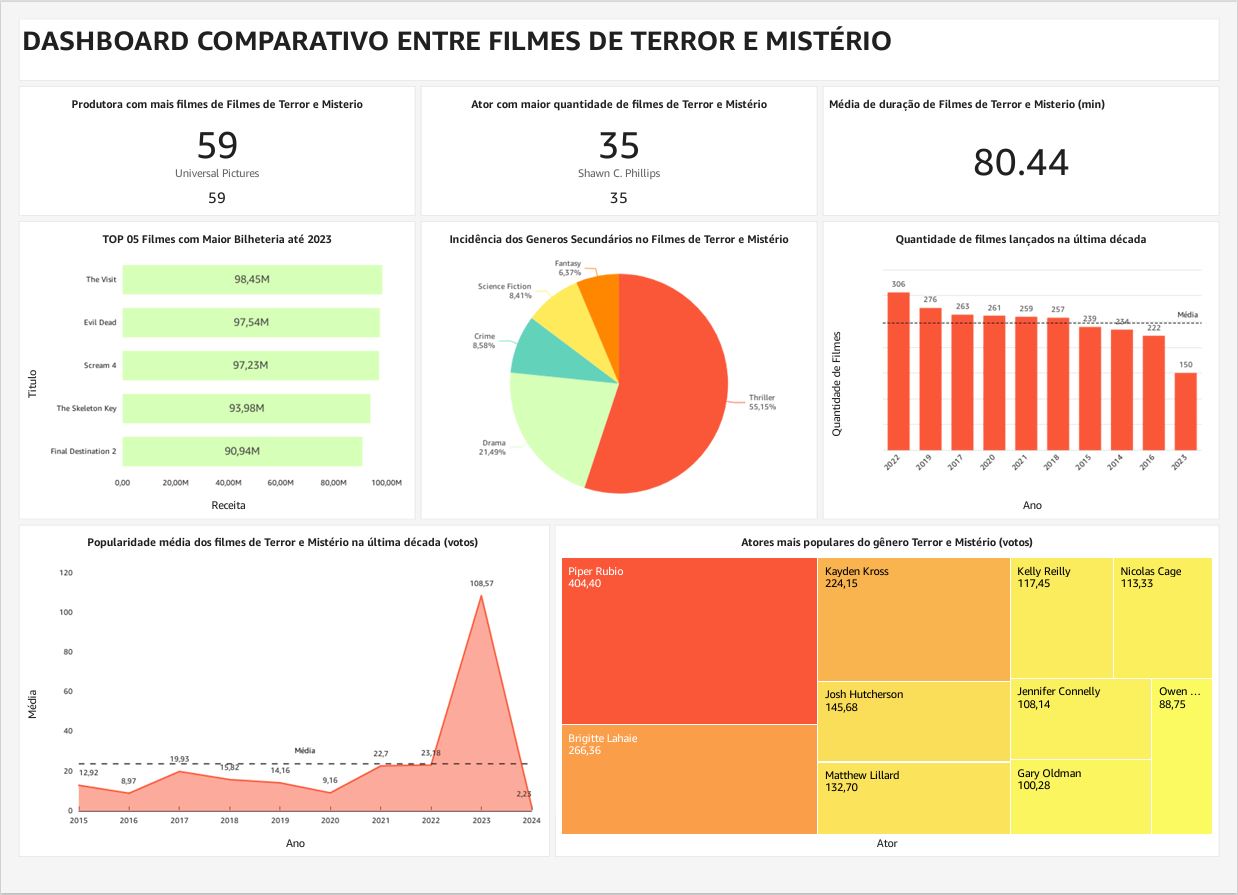 DASHBOARD COMPARATIVO ENTRE FILMES DE TERROR E MISTÉRIO
Produtora com mais filmes de Filmes de Terror e Misterio
59
Universal Pictures
59
Ator com maior quantidade de filmes de Terror e Mistério
35
Shawn C. Phillips
35
Média de duração de Filmes de Terror e Misterio (min)
80.44
TOP 05 Filmes com Maior Bilheteria até 2023
Titulo
The Visit 98,45M
Evil Dead 97,54M
Scream 4 97,23M
The Skeleton Key 93,98M
Final Destination 2 90,94M
0,00 20,00M 40,00M 60,00M 80,00M 100,00M
Receita
Incidência dos Generos Secundários no Filmes de Terror e Mistério
Fantasy
6,37%
Science Fiction
8,41%
Crime
8,58%
Drama
21,49%
Thriller
55,15%
Quantidade de filmes lançados na última década
Quantidade de Filmes
306 276 263 261 259 257 239 234 222 150
Média
2022 2019 2017 2020 2021 2018 2015 2014 2016 2023
Ano
Popularidade média dos filmes de Terror e Mistério na última década (votos)
Média
120
100
80
60
40
20
0
12,92 8,97 19,93 15,82 14,16 9,16 22,7 23,18 108,57 2,23
Média
2015 2016 2017 2018 2019 2020 2021 2022 2023 2024
Ano
Atores mais populares do gênero Terror e Mistério (votos)
Piper Rubio
404,40
Brigitte Lahaie
266,36
Kayden Kross
224,15
Josh Hutcherson
145,68
Matthew Lillard
132,70
Kelly Reilly
117,45
Nicolas Cage
113,33
Jennifer Connelly
108,14
Gary Oldman
100,28
Owen ...
88,75
Ator